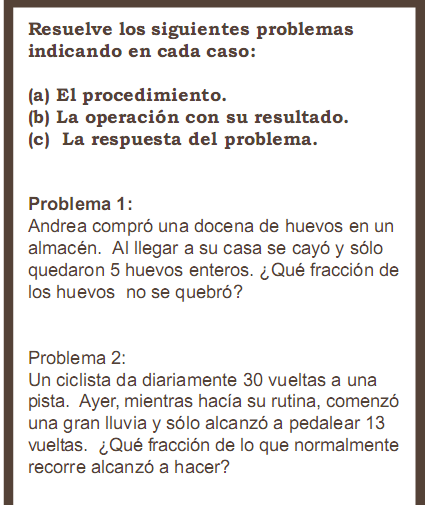 Resuelve los siguientes problemas
indicando en cada caso:
(a) El procedimiento.
(b) La operación con su resultado.
(c) La respuesta del problema.
Problema 1:
Andrea compró una docena de huevos en un
almacén. Al llegar a su casa se cayó y sólo
quedaron 5 huevos enteros. ¿Qué fracción de
los huevos no se quebró?
Problema 2:
Un ciclista da diariamente 30 vueltas a una
pista. Ayer, mientras hacía su rutina, comenzó
una gran lluvia y sólo alcanzó a pedalear 13
vueltas. ¿Qué fracción de lo que normalmente
recorre alcanzó a hacer?